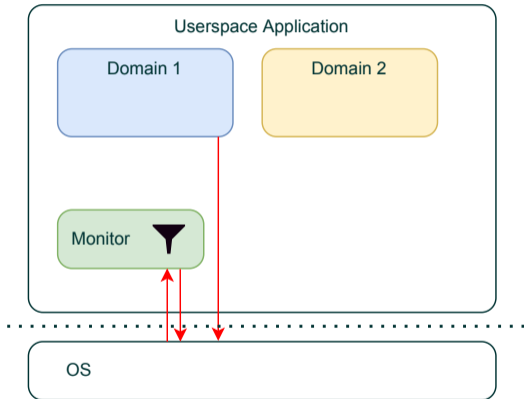 Userspace Application
Domain 1
Domain 2
Monitor
OS